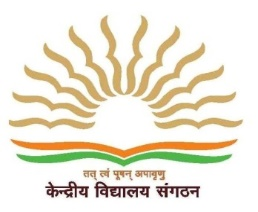 तत् त्वं पूषन् अपावृणु
केन्द्रीय विद्यालय संगठन